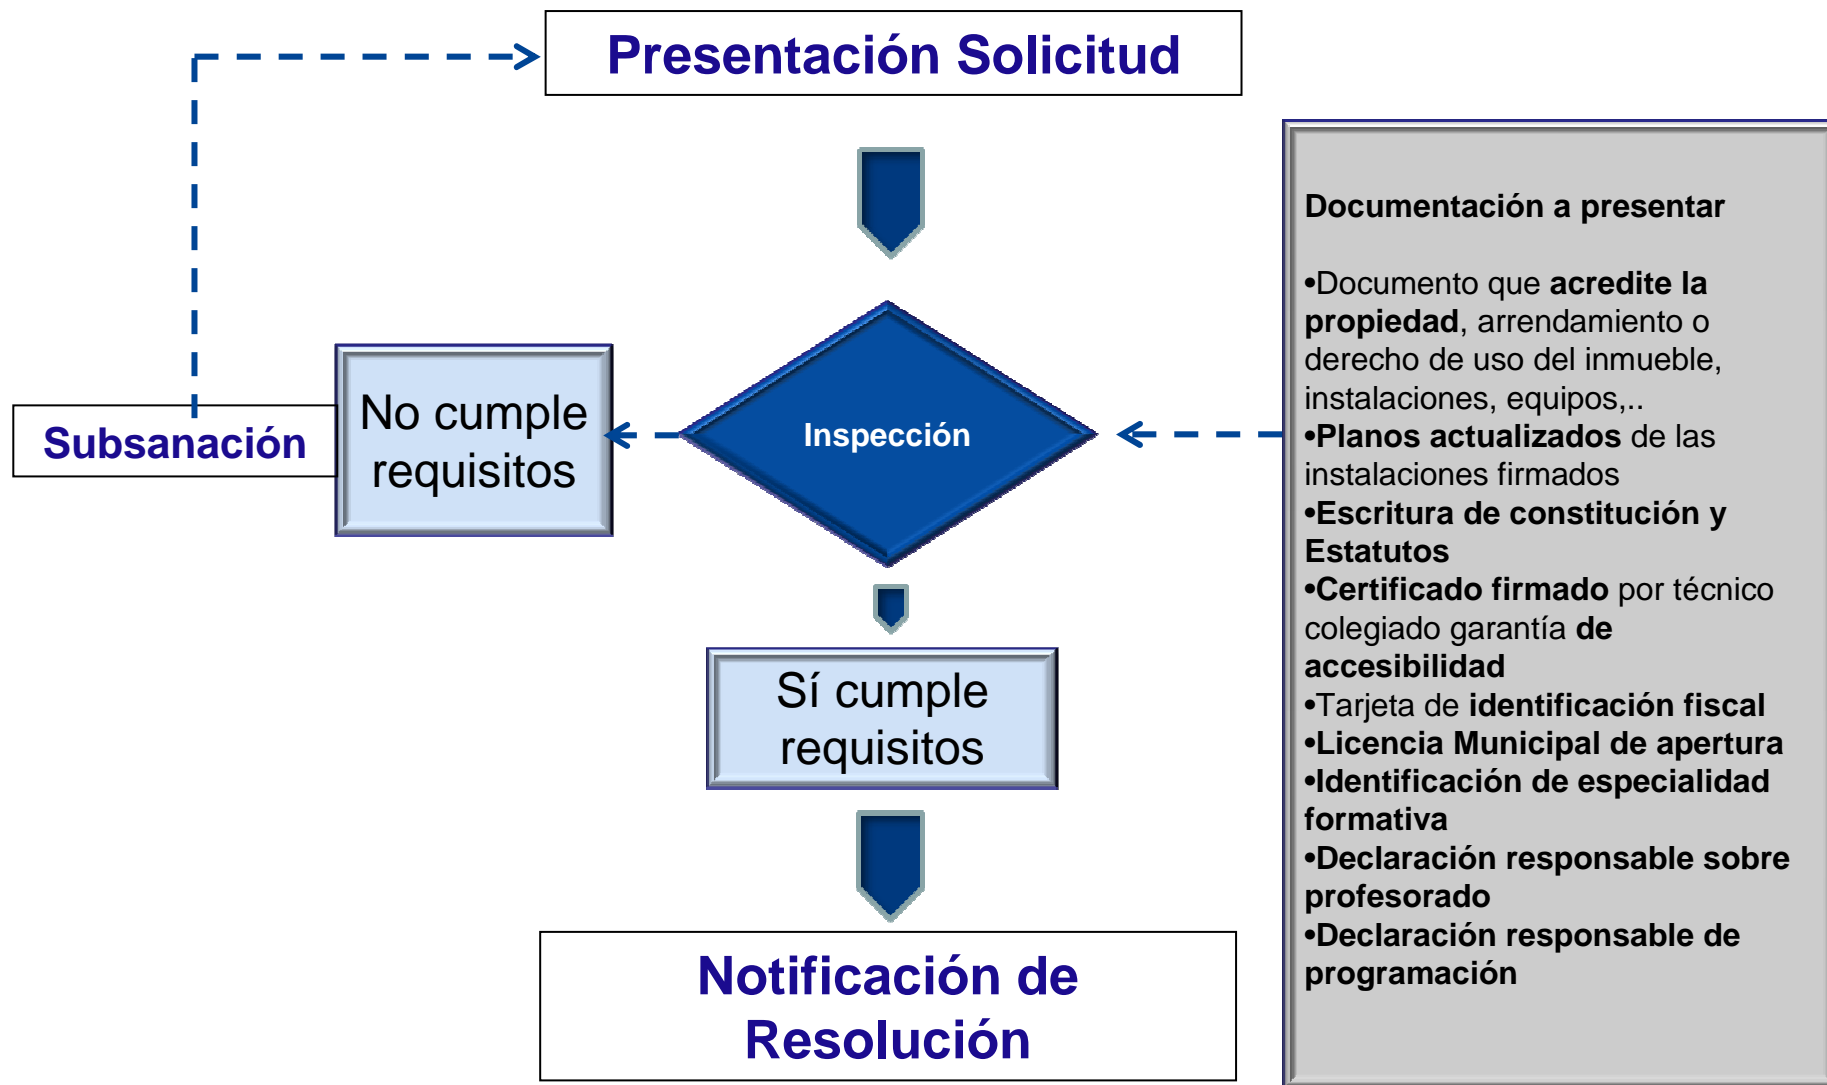 Presentación Solicitud
Subsanación
No cumple
requisitos
Inspección
Sí cumple
requisitos
Notificación de
Resolución
Documentación a presentar
•Documento que acredite la
propiedad, arrendamiento o
derecho de uso del inmueble,
instalaciones, equipos,..
•Planos actualizados de las
instalaciones firmados
•Escritura de constitución y
Estatutos
•Certificado firmado por técnico
colegiado garantía de
accesibilidad
•Tarjeta de identificación fiscal
•Licencia Municipal de apertura
•Identificación de especialidad
formativa
•Declaración responsable sobre
profesorado
•Declaración responsable de
programación